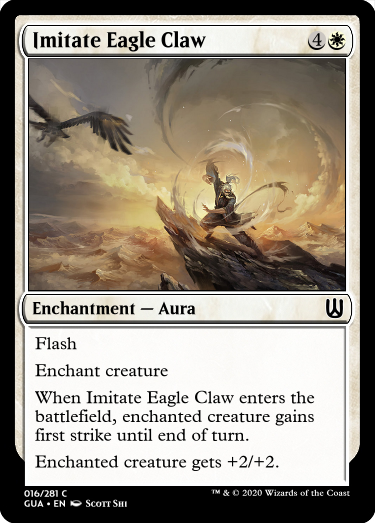 Imitate Eagle Claw 4
Enchantment — Aura
Flash
Enchant creature
When Imitate Eagle Claw enters the
battlefield, enchanted creature gains
first strike until end of turn.
Enchanted creature gets +2/+2.
016/281 C
GUA • EN Scott Shi
™ & © 2020 Wizards of the Coast